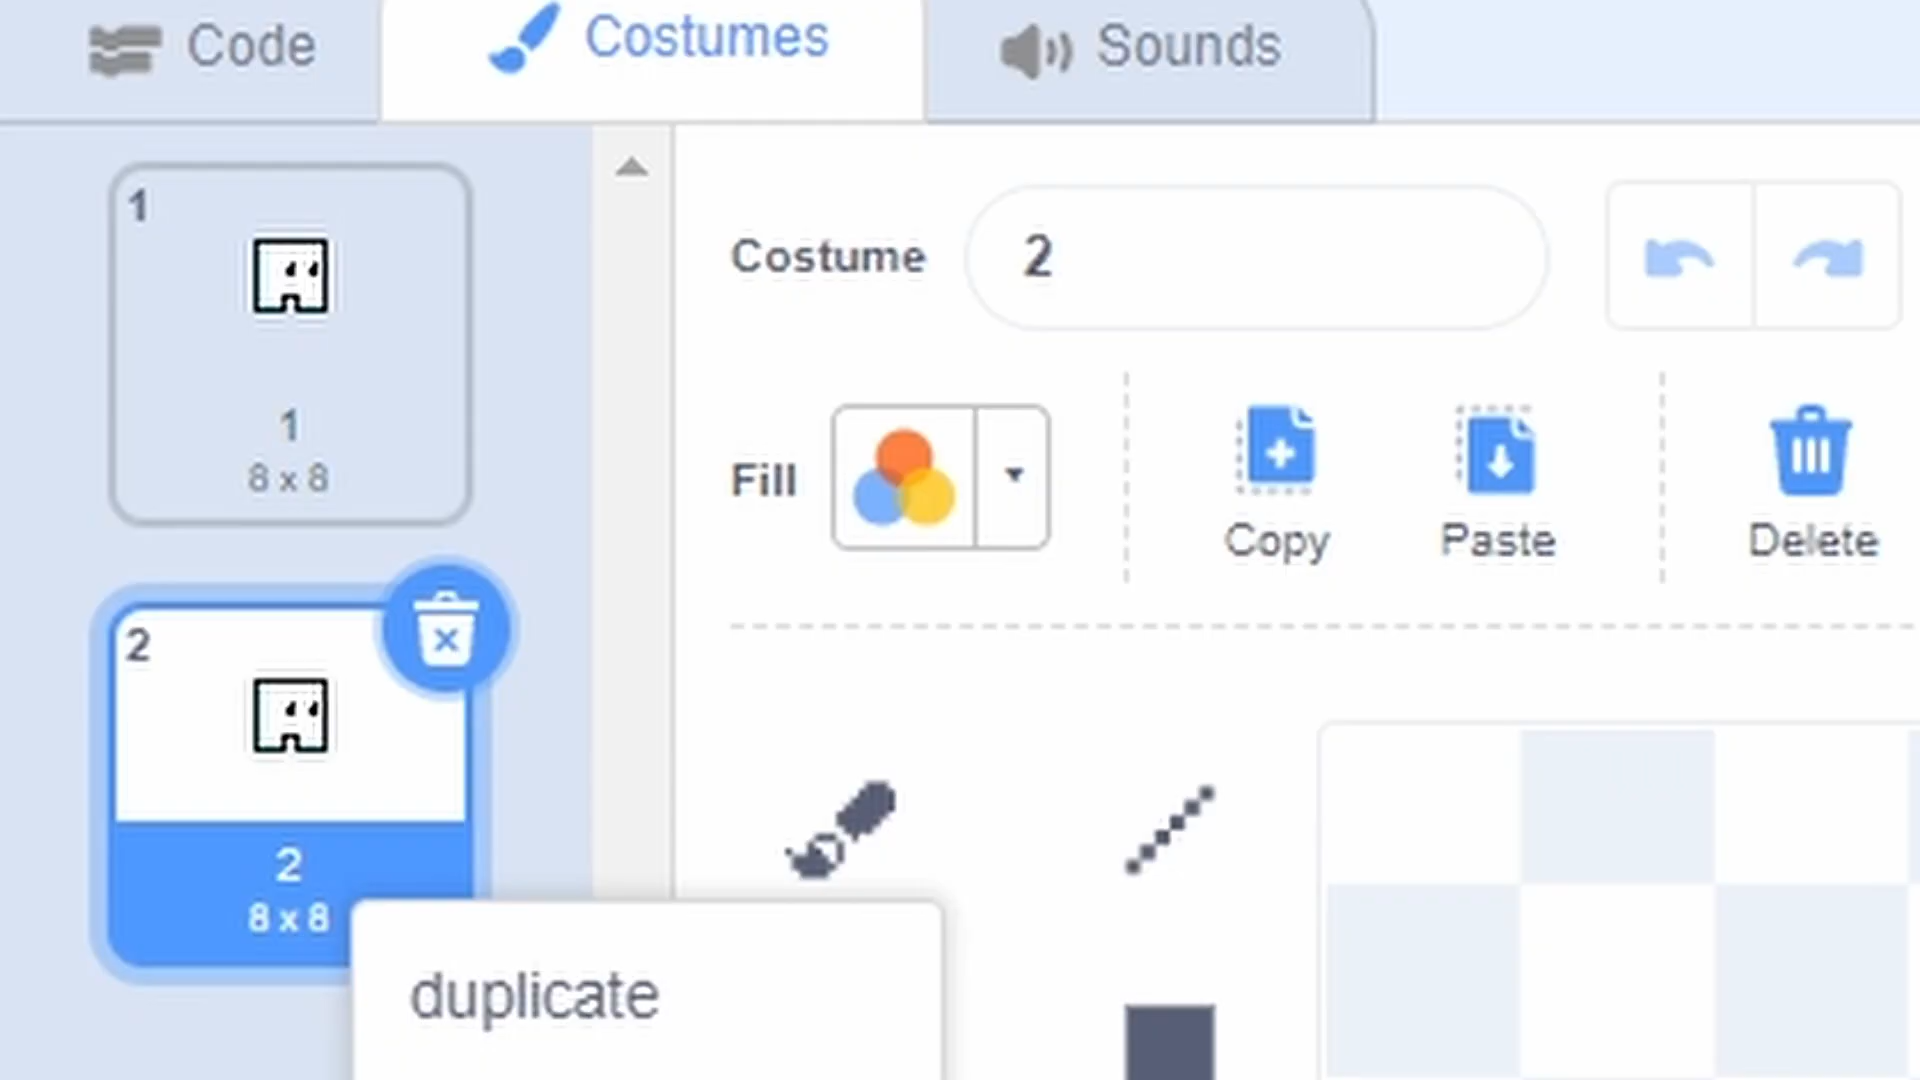 Code
Costumes
Sounds
1
1
8 x 8
2
2
8 x 8
duplicate
Costume
2
Fill
Copy
Paste
Delete